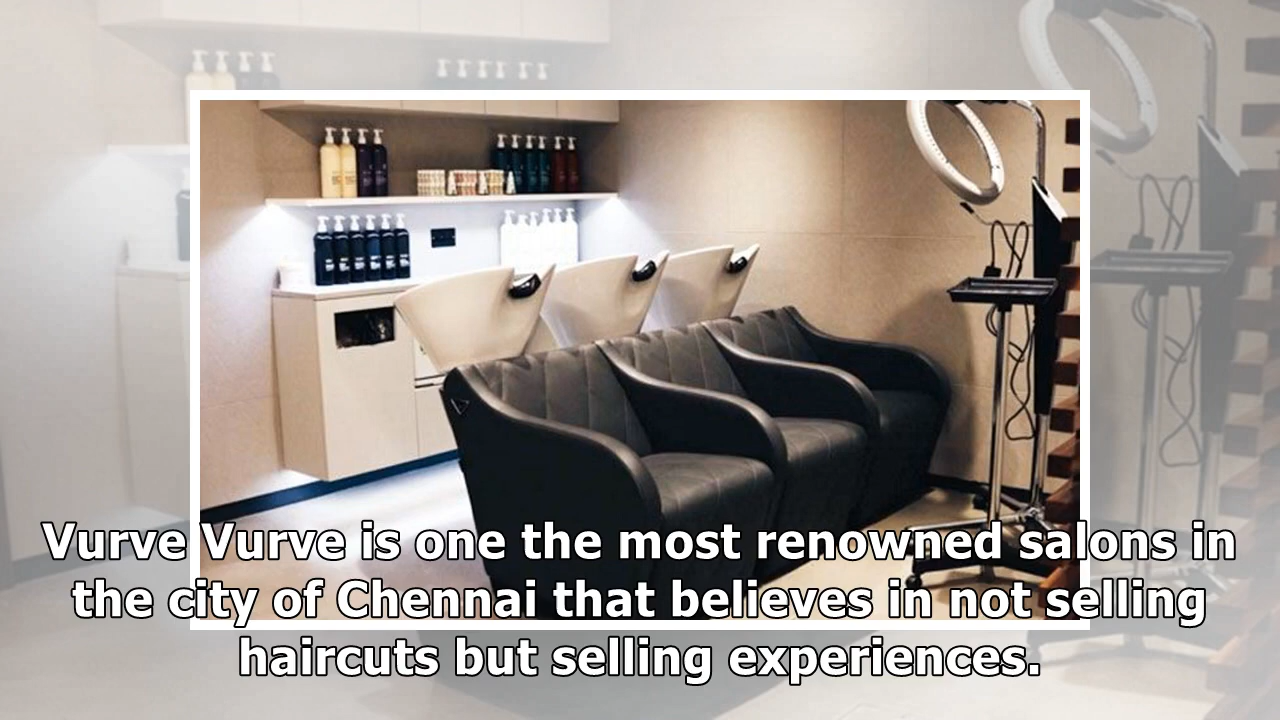 Vurve Vurve is one the most renowned salons in
the city of Chennai that believes in not selling
haircuts but selling experiences.